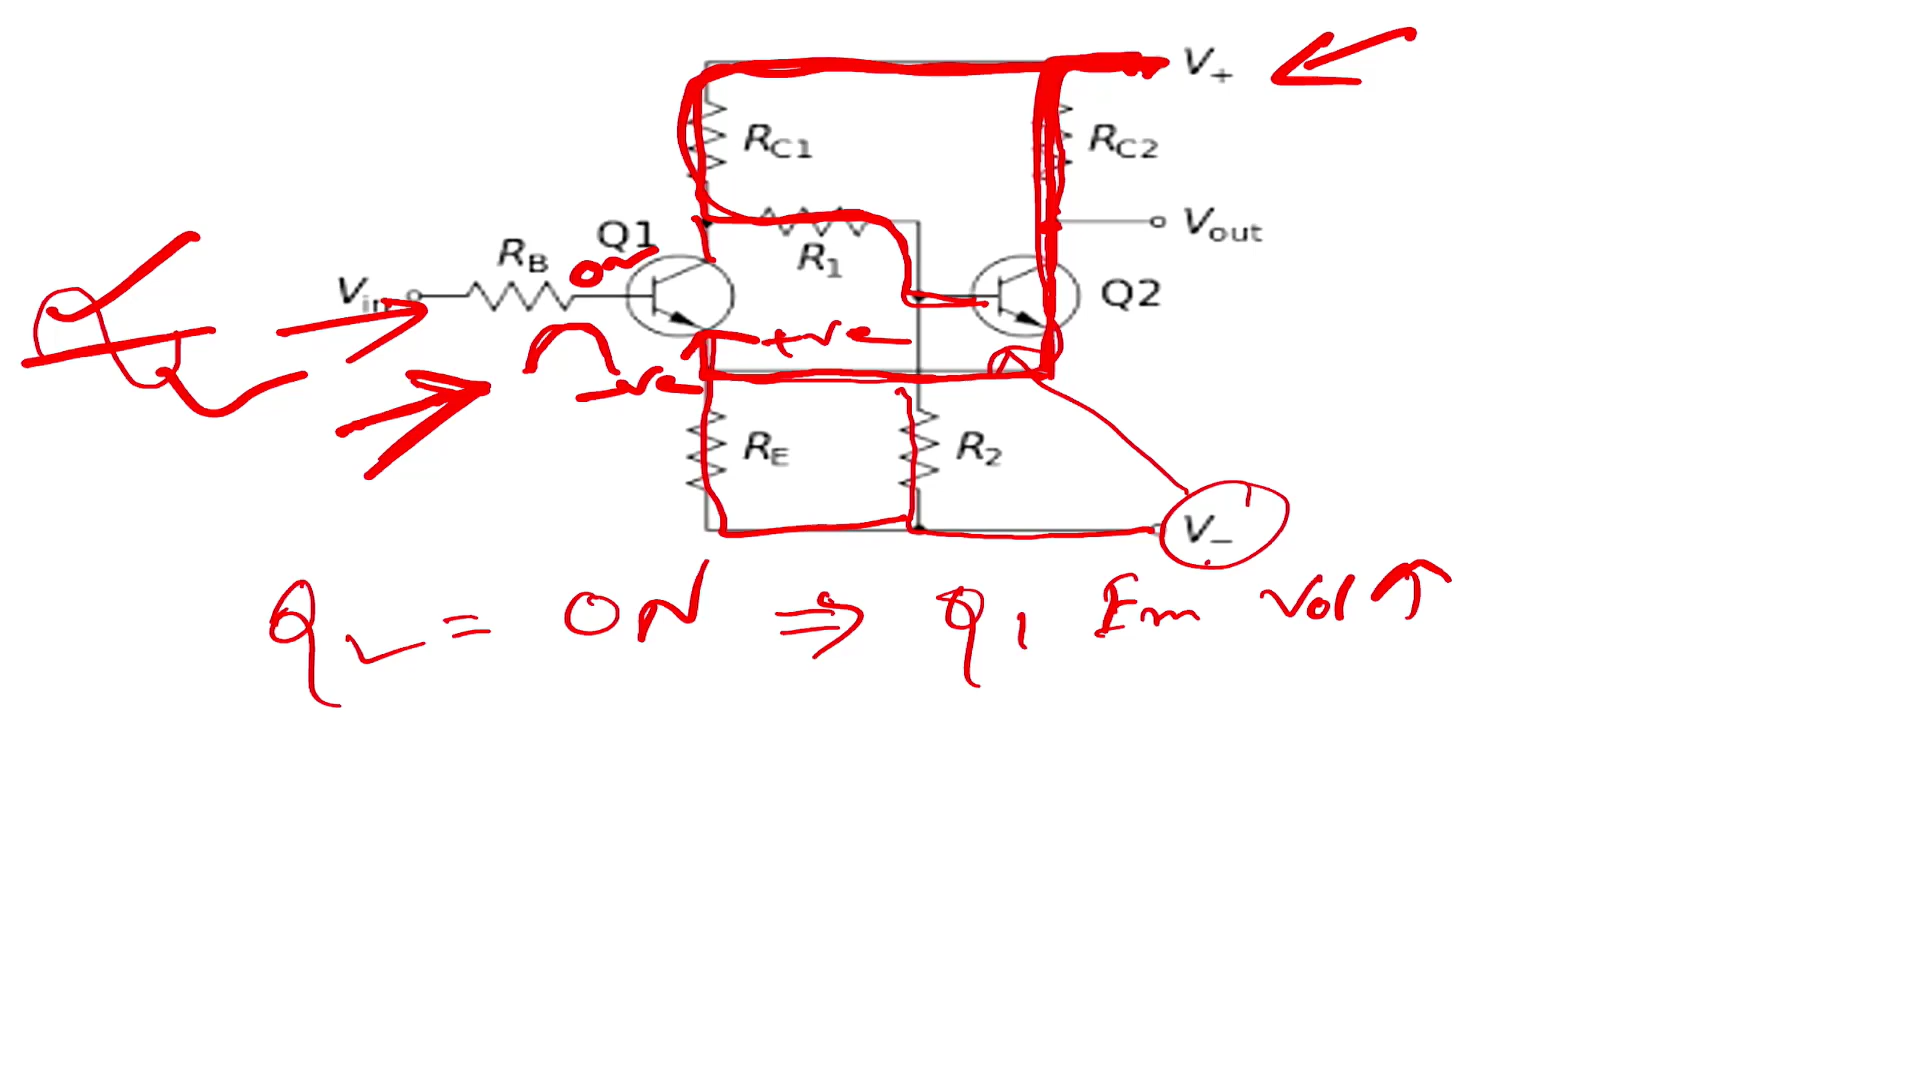 V+
RC1
RC2
Q1
Vout
RB
R1
Vin
on
Q2
+ve
-ve
RE
R2
V−
Q2 = ON ⇒ Q1 Em Vol ↑